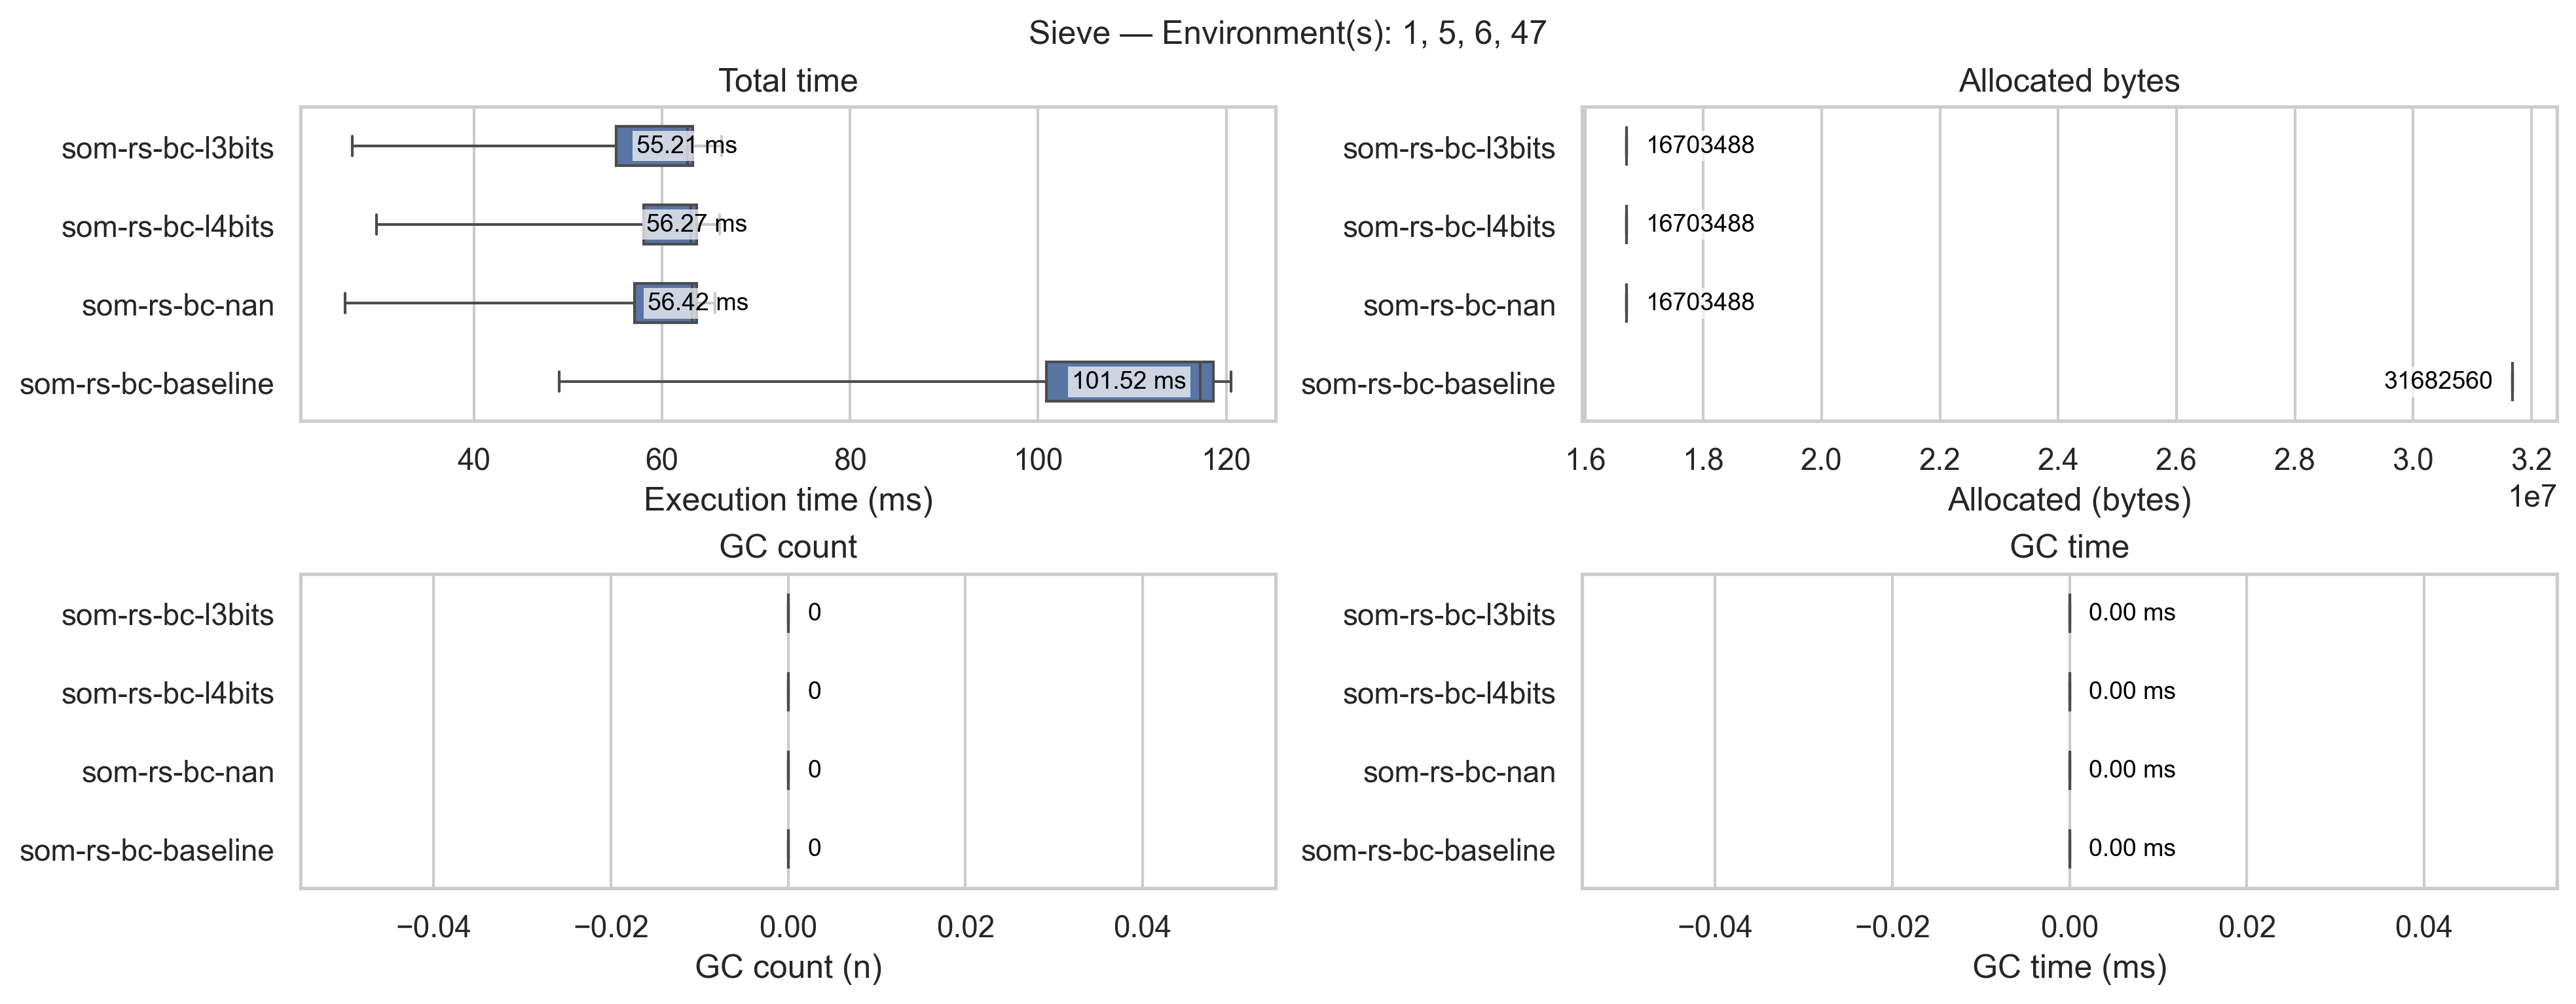 Sieve — Environment(s): 1, 5, 6, 47
Total time
som-rs-bc-l3bits
55.21 ms
som-rs-bc-l4bits
56.27 ms
som-rs-bc-nan
56.42 ms
som-rs-bc-baseline
101.52 ms
40 60 80 100 120
Execution time (ms)
Allocated bytes
som-rs-bc-l3bits
16703488
som-rs-bc-l4bits
16703488
som-rs-bc-nan
16703488
som-rs-bc-baseline
31682560
1.6 1.8 2.0 2.2 2.4 2.6 2.8 3.0 3.2
1e7
Allocated (bytes)
GC count
som-rs-bc-l3bits
0
som-rs-bc-l4bits
0
som-rs-bc-nan
0
som-rs-bc-baseline
0
−0.04 −0.02 0.00 0.02 0.04
GC count (n)
GC time
som-rs-bc-l3bits
0.00 ms
som-rs-bc-l4bits
0.00 ms
som-rs-bc-nan
0.00 ms
som-rs-bc-baseline
0.00 ms
−0.04 −0.02 0.00 0.02 0.04
GC time (ms)